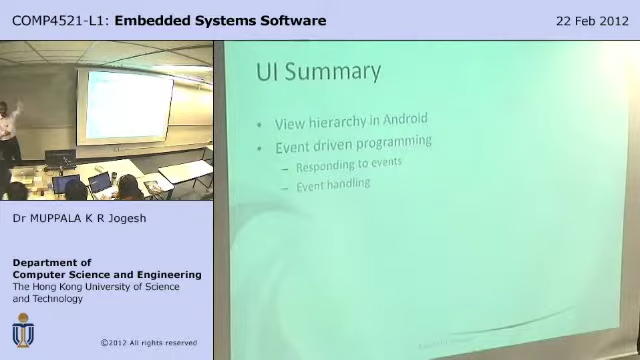 COMP4521-L1: Embedded Systems Software
22 Feb 2012
UI Summary
• View hierarchy in Android
• Event driven programming
– Responding to events
– Event handling
Dr MUPPALA K R Jogesh
Department of
Computer Science and Engineering
The Hong Kong University of Science
and Technology
©2012 All rights reserved